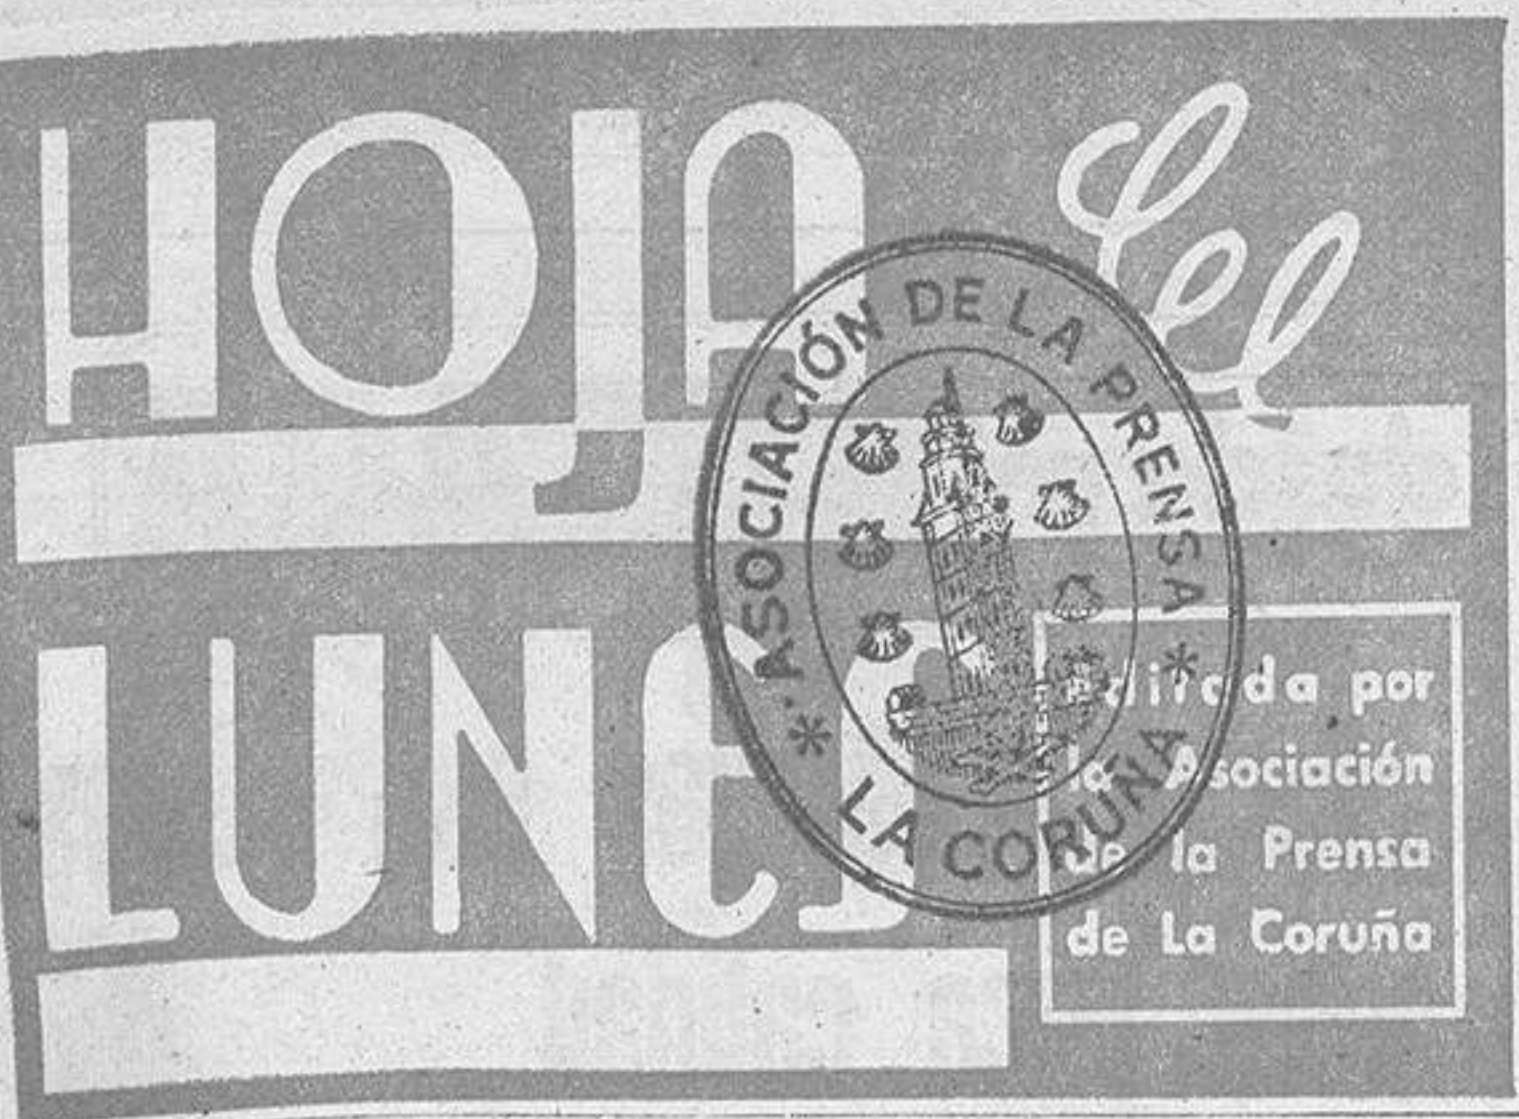 HOJA del
LUNES
Editada por
la Asociación
de la Prensa
de La Coruña
* ASOCIACIÓN DE LA PRENSA *
LA CORUÑA